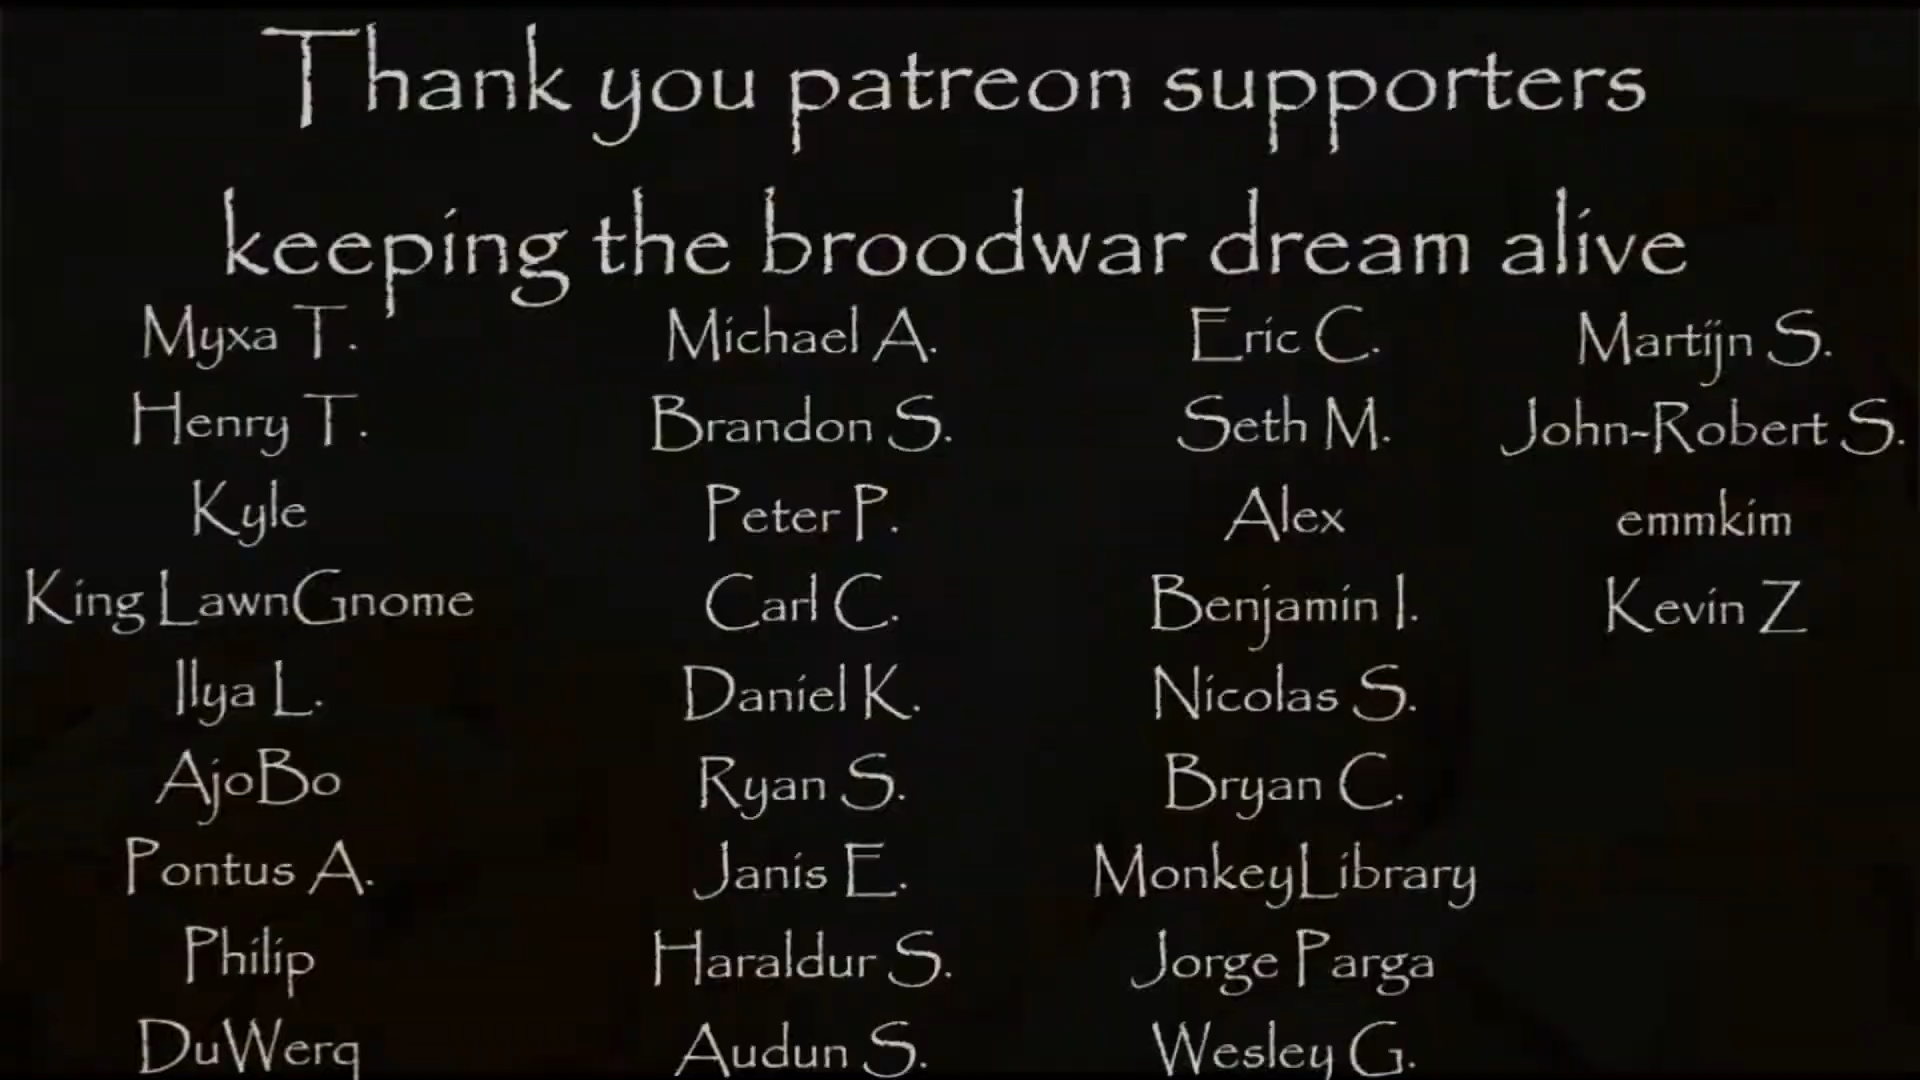 Thank you patreon supporters
keeping the broodwar dream alive
Myxa T.
Henry T.
Kyle
King LawnGnome
Ilya L.
AjoBo
Pontus A.
Philip
DuWerq
Michael A.
Brandon S.
Peter P.
Carl C.
Daniel K.
Ryan S.
Janis E.
Haraldur S.
Audun S.
Eric C.
Seth M.
Alex
Benjamin I.
Nicolas S.
Bryan C.
MonkeyLibrary
Jorge Parga
Wesley G.
Martijn S.
John-Robert S.
emmkim
Kevin Z